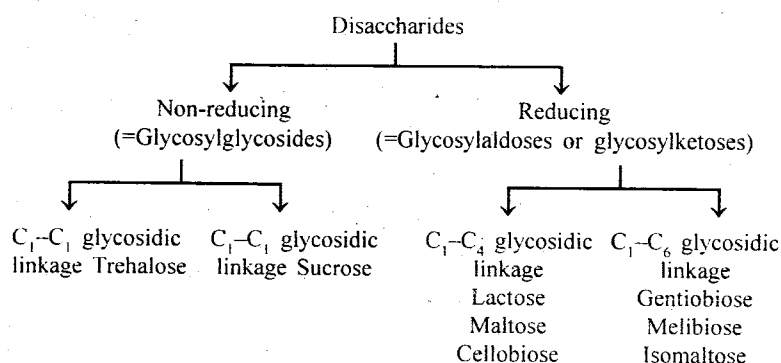 Disaccharides
Non-reducing
(=Glycosylglycosides)
Reducing
(=Glycosylaldoses or glycosylketoses)
C₁–C₁ glycosidic
linkage Trehalose
C₁–C₁ glycosidic
linkage Sucrose
C₁–C₄ glycosidic
linkage
Lactose
Maltose
Cellobiose
C₁–C₆ glycosidic
linkage
Gentiobiose
Melibiose
Isomaltose